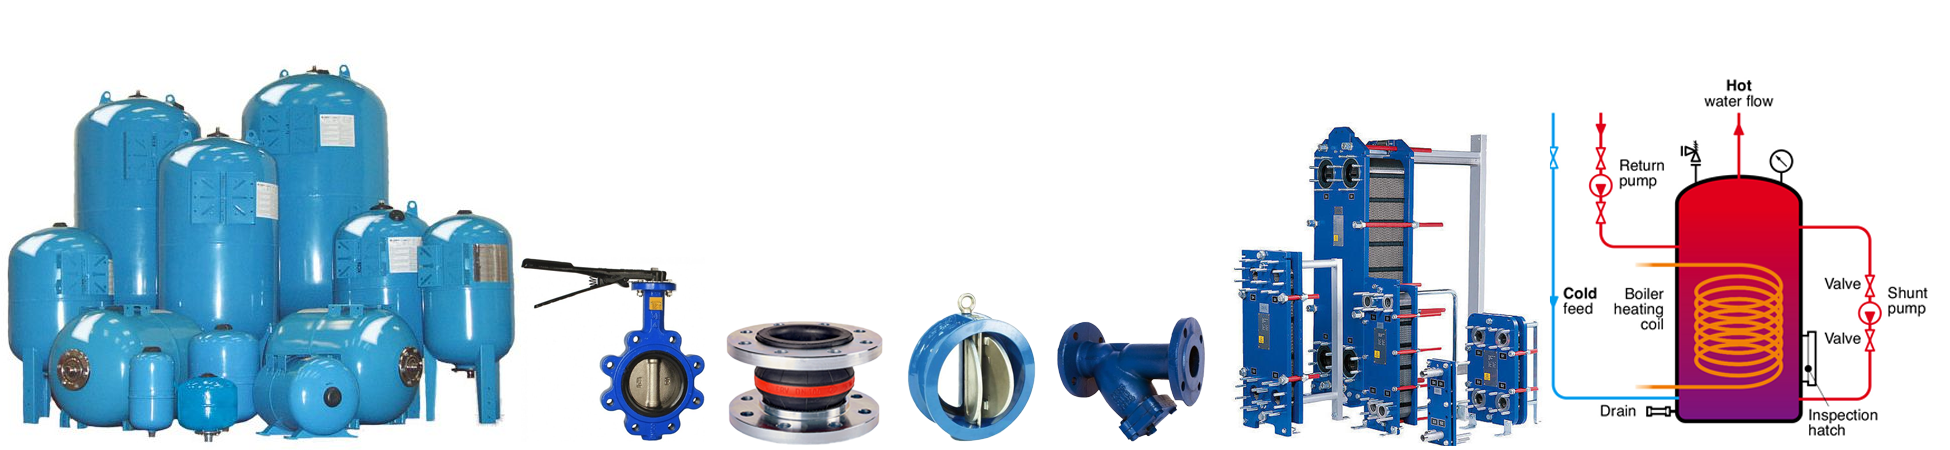 Hot
water flow
Return
pump
Cold
feed
Boiler
heating
coil
Valve
Shunt
pump
Valve
Drain
Inspection
hatch